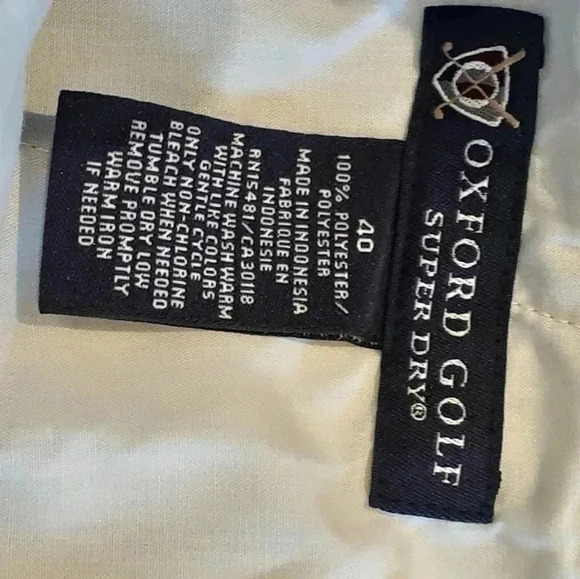 OXFORD GOLF
SUPER DRY®
40
100% POLYESTER/
POLYESTER
MADE IN INDONESIA
FABRIQUE EN
INDONESIE
RN15481/CA30118
MACHINE WASH WARM
WITH LIKE COLORS
GENTLE CYCLE
ONLY NON-CHLORINE
BLEACH WHEN NEEDED
TUMBLE DRY LOW
REMOVE PROMPTLY
WARM IRON
IF NEEDED